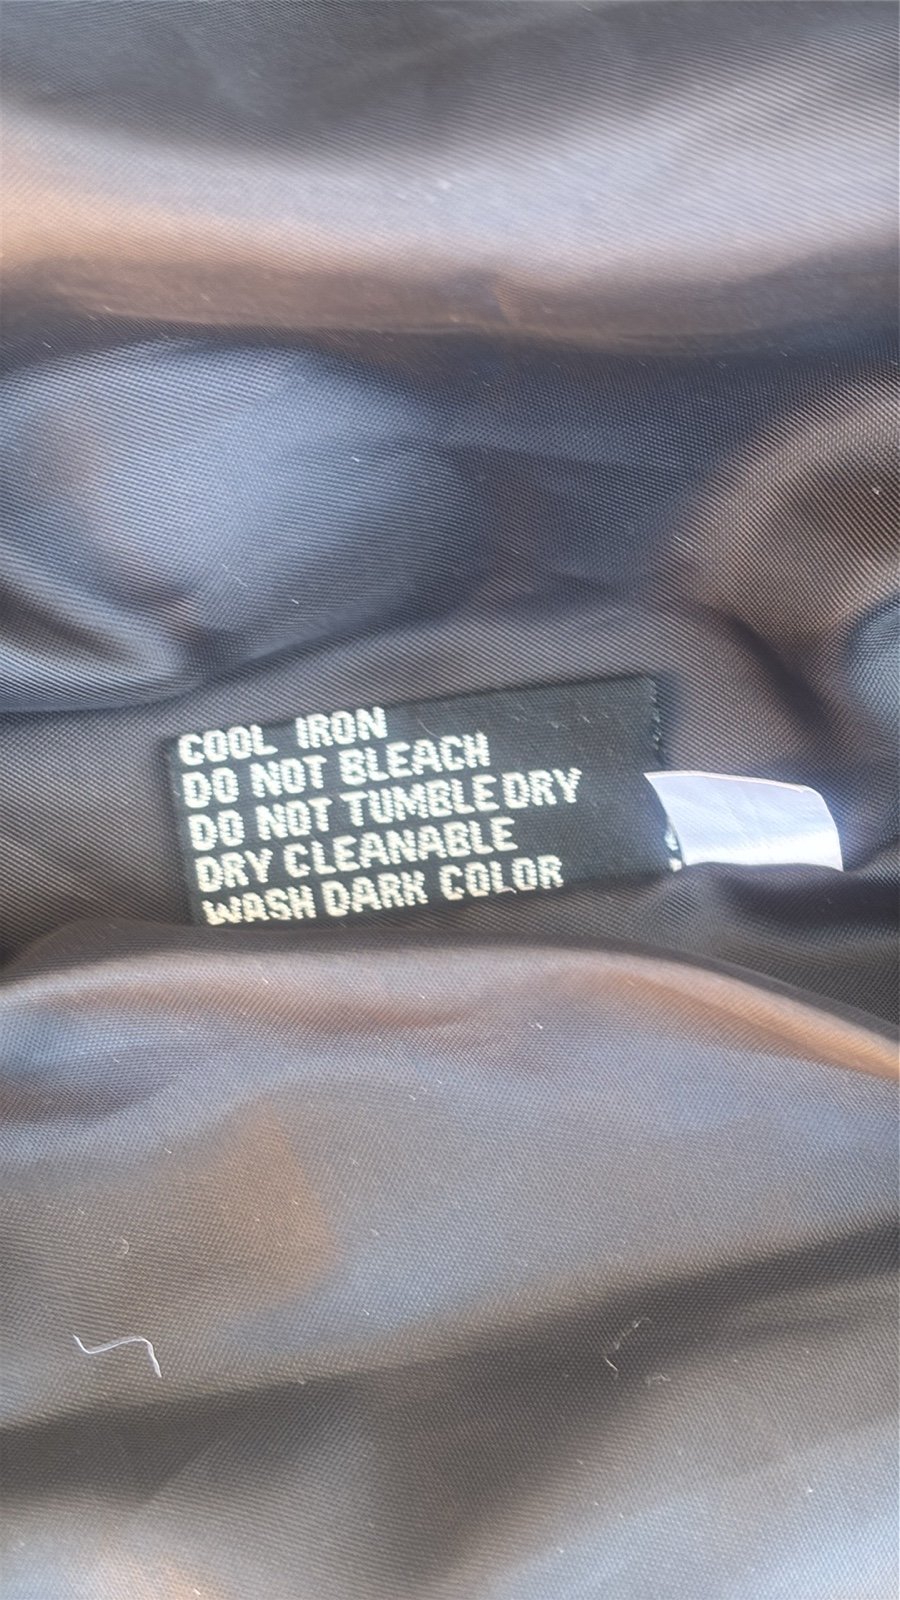 COOL IRON
DO NOT BLEACH
DO NOT TUMBLE DRY
DRY CLEANABLE
WASH DARK COLOR